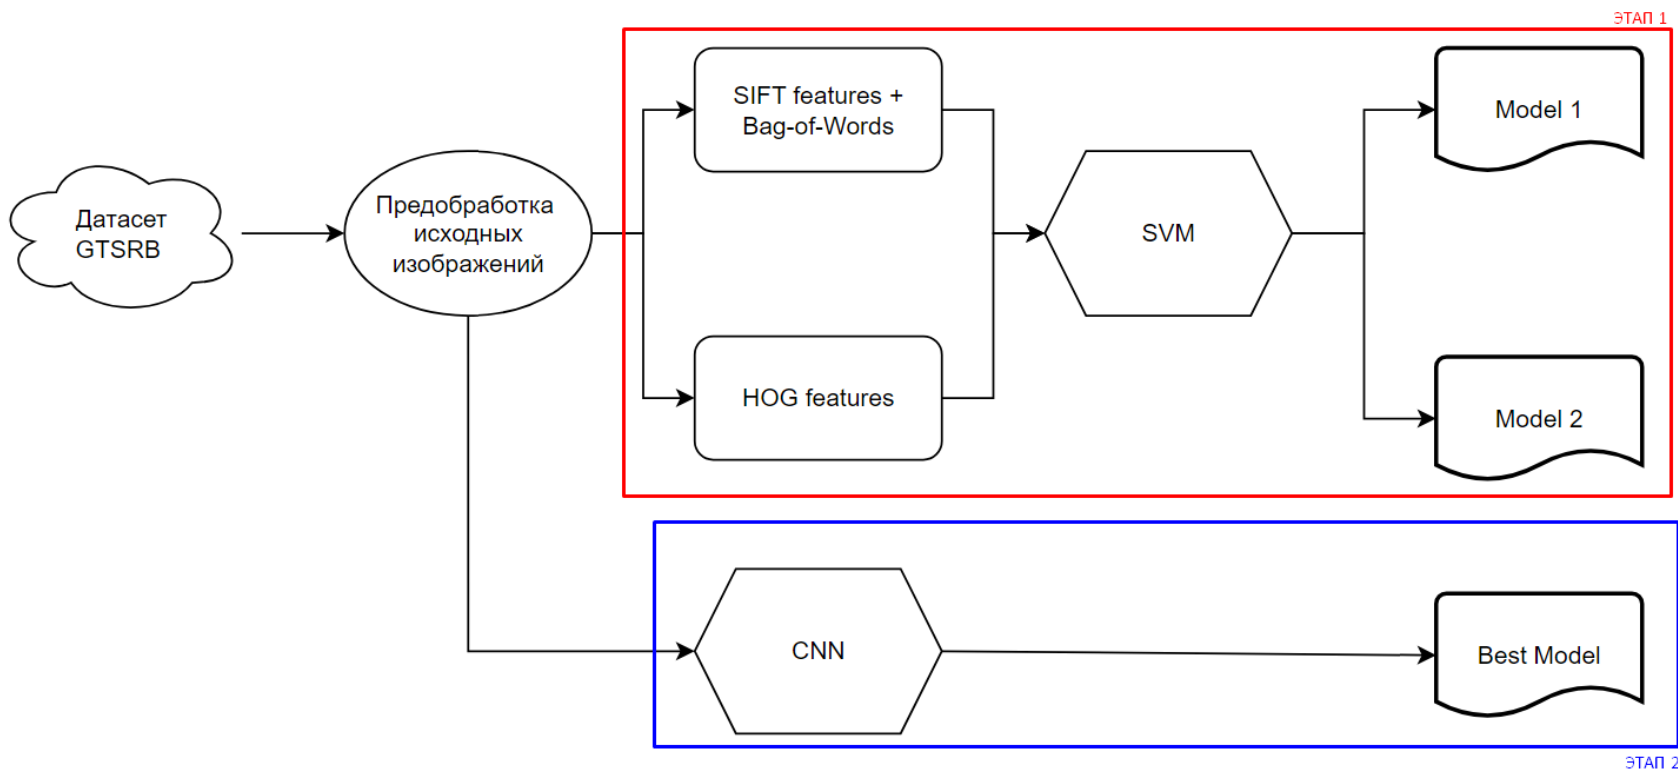 ЭТАП 1
SIFT features +
Bag-of-Words
Model 1
Датасет
GTSRB
Предобработка
исходных
изображений
SVM
HOG features
Model 2
CNN
Best Model
ЭТАП 2